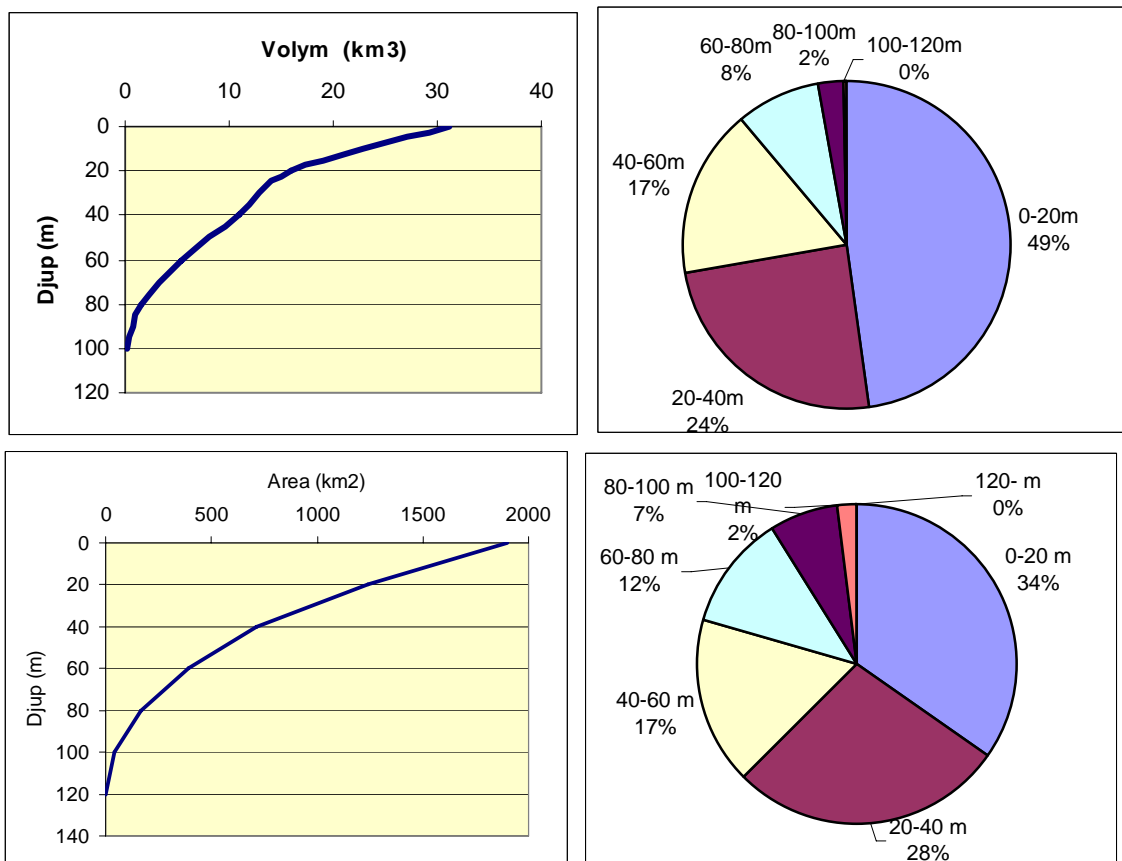 Volym (km3)
0 10 20 30 40
0
20
40
60
80
100
120
Djup (m)
80-100m
2%
100-120m
0%
60-80m
8%
40-60m
17%
0-20m
49%
20-40m
24%
Area (km2)
0 500 1000 1500 2000
0
20
40
60
80
100
120
140
Djup (m)
100-120
m
2%
120- m
0%
80-100 m
7%
0-20 m
34%
60-80 m
12%
40-60 m
17%
20-40 m
28%